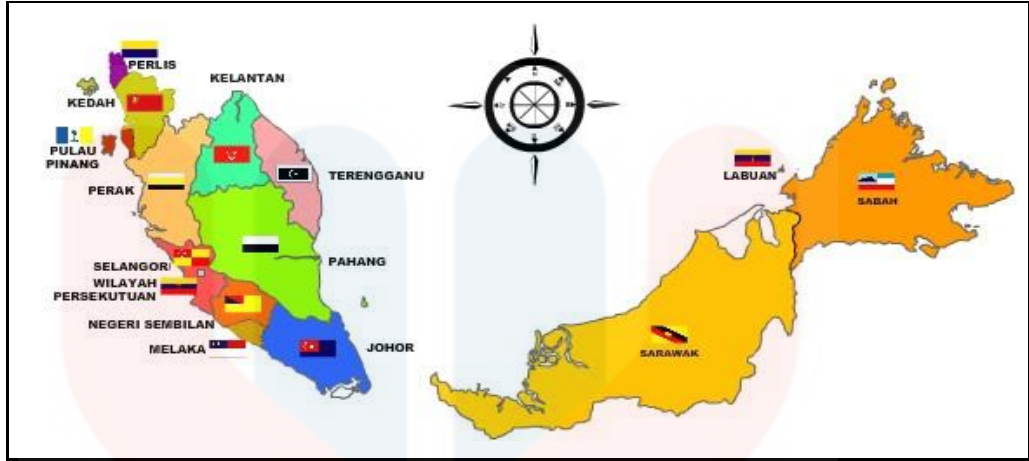 PERLIS
KELANTAN
KEDAH
PULAU
PINANG
PERAK
TERENGGANU
LABUAN
SABAH
SELANGOR
PAHANG
WILAYAH
PERSEKUTUAN
NEGERI SEMBILAN
MELAKA
JOHOR
SARAWAK